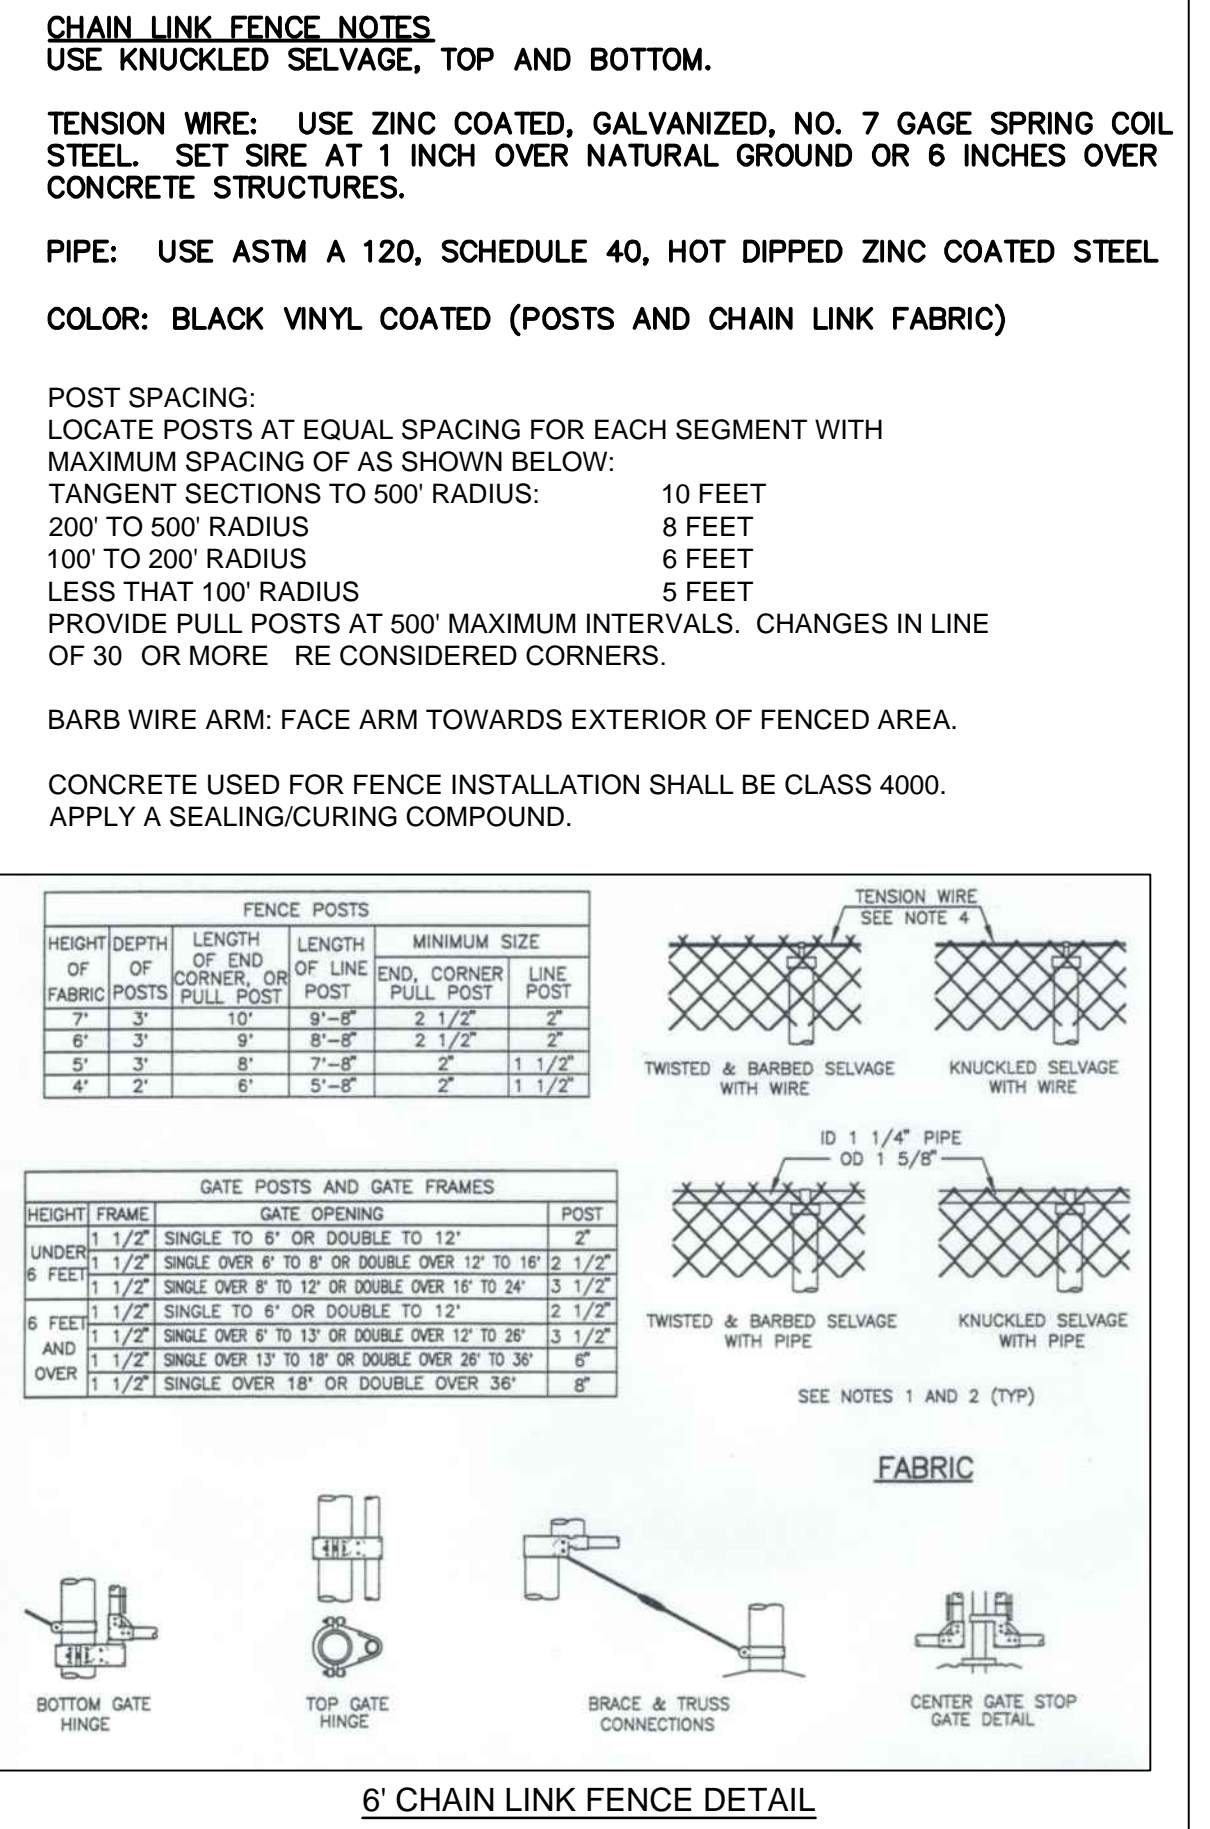 CHAIN LINK FENCE NOTES
USE KNUCKLED SELVAGE, TOP AND BOTTOM.
TENSION WIRE: USE ZINC COATED, GALVANIZED, NO. 7 GAGE SPRING COIL
STEEL. SET SIRE AT 1 INCH OVER NATURAL GROUND OR 6 INCHES OVER
CONCRETE STRUCTURES.
PIPE: USE ASTM A 120, SCHEDULE 40, HOT DIPPED ZINC COATED STEEL
COLOR: BLACK VINYL COATED (POSTS AND CHAIN LINK FABRIC)
POST SPACING:
LOCATE POSTS AT EQUAL SPACING FOR EACH SEGMENT WITH
MAXIMUM SPACING OF AS SHOWN BELOW:
TANGENT SECTIONS TO 500' RADIUS: 10 FEET
200' TO 500' RADIUS 8 FEET
100' TO 200' RADIUS 6 FEET
LESS THAT 100' RADIUS 5 FEET
PROVIDE PULL POSTS AT 500' MAXIMUM INTERVALS. CHANGES IN LINE
OF 30 OR MORE RE CONSIDERED CORNERS.
BARB WIRE ARM: FACE ARM TOWARDS EXTERIOR OF FENCED AREA.
CONCRETE USED FOR FENCE INSTALLATION SHALL BE CLASS 4000.
APPLY A SEALING/CURING COMPOUND.
FENCE POSTS
HEIGHT OF FABRIC
DEPTH OF POSTS
LENGTH OF END CORNER, OR PULL POST
LENGTH OF LINE POST
MINIMUM SIZE
END, CORNER PULL POST
LINE POST
7' 3' 10' 9'-8" 2 1/2" 2"
6' 3' 9' 8'-8" 2 1/2" 2"
5' 3' 8' 7'-8" 2" 1 1/2"
4' 2' 6' 5'-8" 2" 1 1/2"
TENSION WIRE
SEE NOTE 4
TWISTED & BARBED SELVAGE
WITH WIRE
KNUCKLED SELVAGE
WITH WIRE
ID 1 1/4" PIPE
OD 1 5/8"
TWISTED & BARBED SELVAGE
WITH PIPE
KNUCKLED SELVAGE
WITH PIPE
SEE NOTES 1 AND 2 (TYP)
FABRIC
GATE POSTS AND GATE FRAMES
HEIGHT FRAME GATE OPENING POST
UNDER
6 FEET
1 1/2" SINGLE TO 6' OR DOUBLE TO 12' 2"
1 1/2" SINGLE OVER 6' TO 8' OR DOUBLE OVER 12' TO 16' 2 1/2"
1 1/2" SINGLE OVER 8' TO 12' OR DOUBLE OVER 16' TO 24' 3 1/2"
6 FEET
AND
OVER
1 1/2" SINGLE TO 6' OR DOUBLE TO 12' 2 1/2"
1 1/2" SINGLE OVER 6' TO 13' OR DOUBLE OVER 12' TO 26' 3 1/2"
1 1/2" SINGLE OVER 13' TO 18' OR DOUBLE OVER 26' TO 36' 6"
1 1/2" SINGLE OVER 18' OR DOUBLE OVER 36' 8"
BOTTOM GATE
HINGE
TOP GATE
HINGE
BRACE & TRUSS
CONNECTIONS
CENTER GATE STOP
GATE DETAIL
6' CHAIN LINK FENCE DETAIL